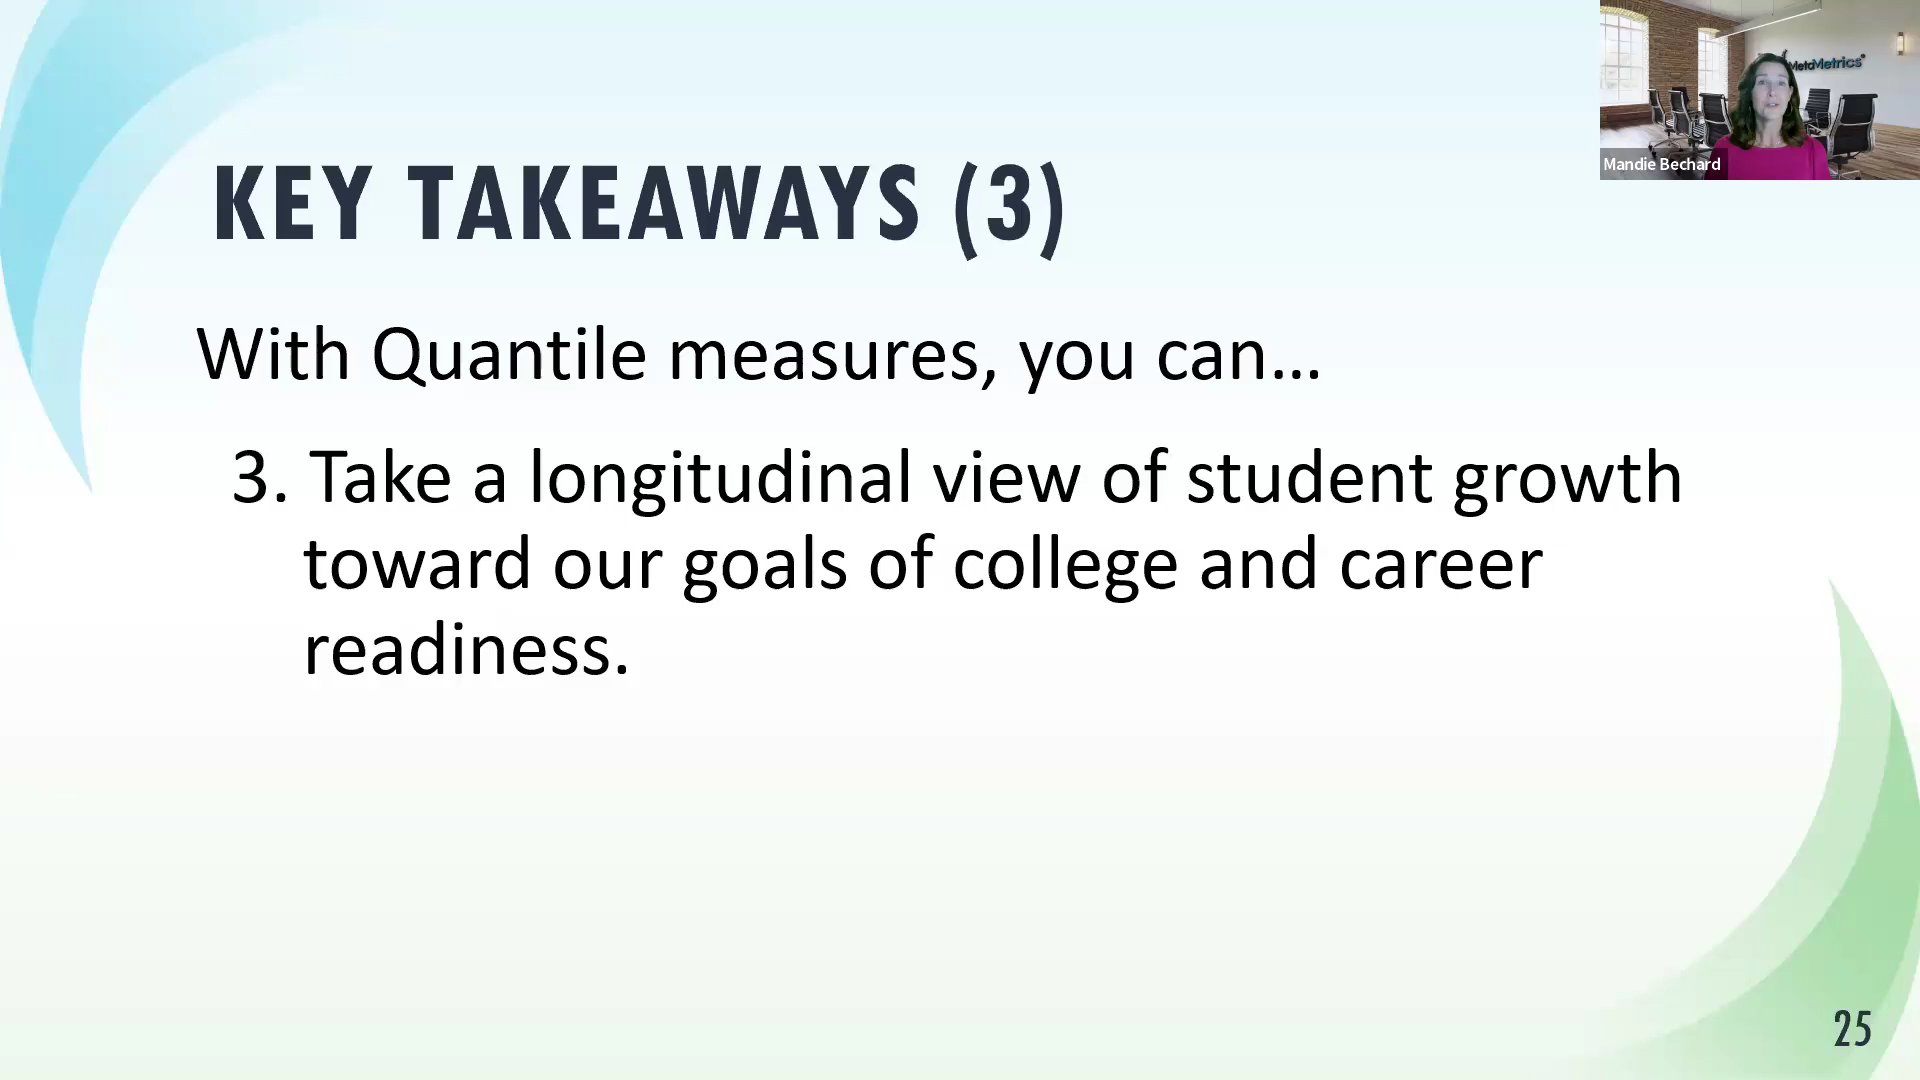 MetaMetrics®
Mandie Bechard
KEY TAKEAWAYS (3)
With Quantile measures, you can…
3. Take a longitudinal view of student growth
toward our goals of college and career
readiness.
25